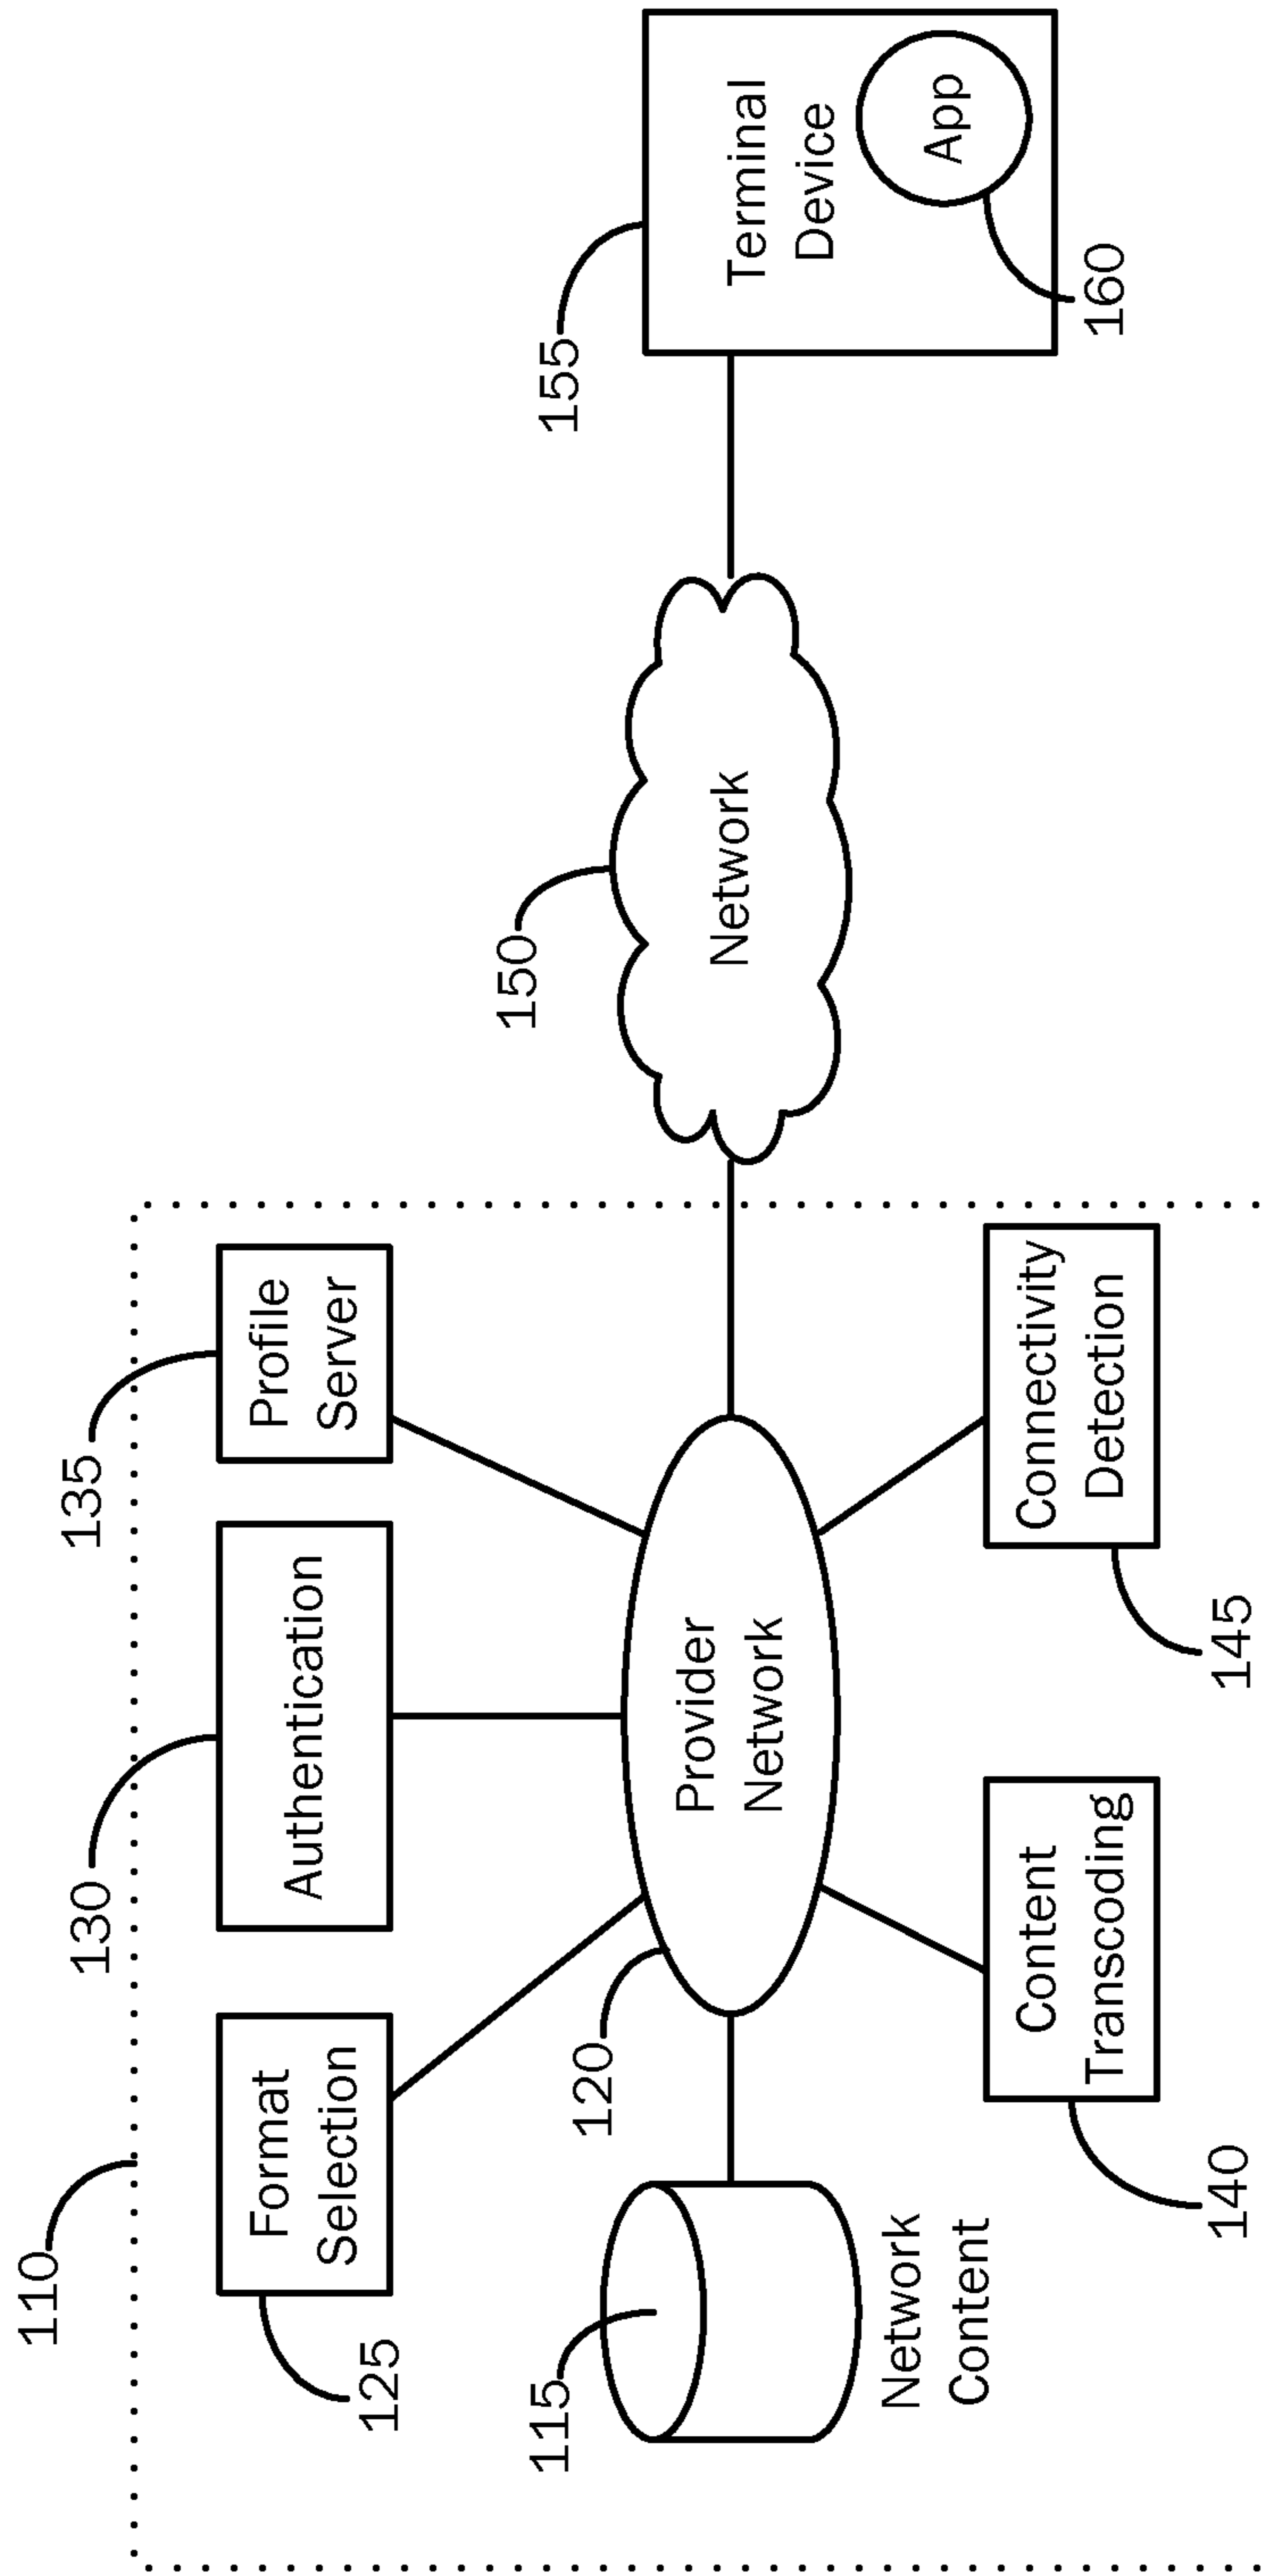 110
125
Format
Selection
130
Authentication
135
Profile
Server
115
Network
Content
120
Provider
Network
140
Content
Transcoding
145
Connectivity
Detection
150
Network
155
Terminal
Device
App
160